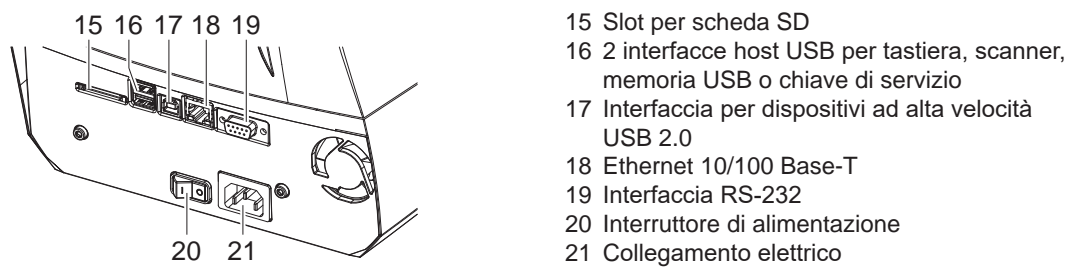 15 16 17 18 19
20 21
15 Slot per scheda SD
16 2 interfacce host USB per tastiera, scanner,
memoria USB o chiave di servizio
17 Interfaccia per dispositivi ad alta velocità
USB 2.0
18 Ethernet 10/100 Base-T
19 Interfaccia RS-232
20 Interruttore di alimentazione
21 Collegamento elettrico